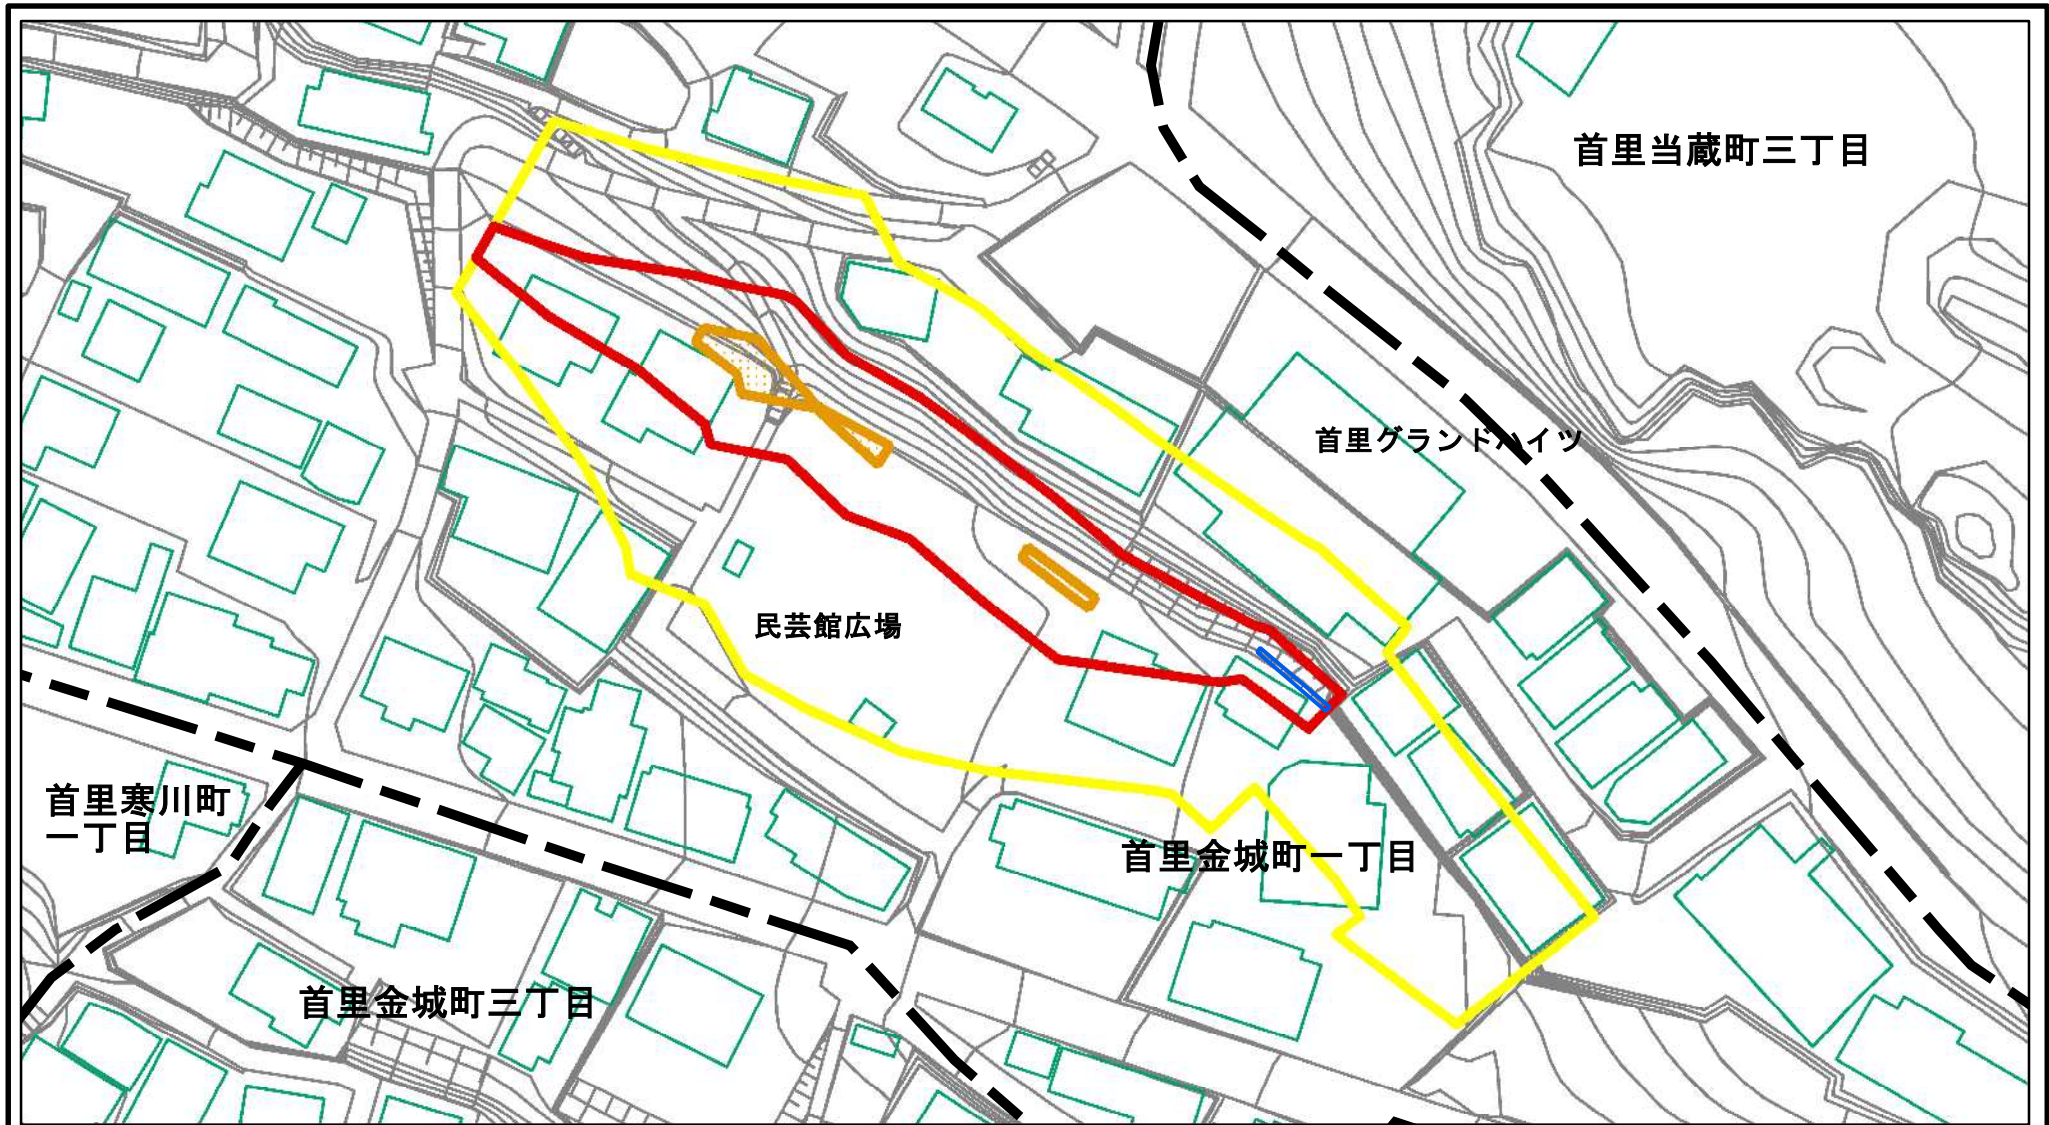 首里当蔵町三丁目
首里グランドハイツ
民芸館広場
首里寒川町
一丁目
首里金城町一丁目
首里金城町三丁目